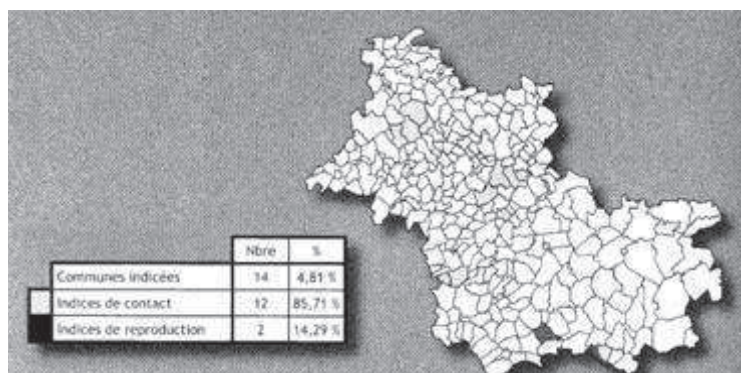 Nbre %
Communes indicées 14 4,81 %
Indices de contact 12 85,71 %
Indices de reproduction 2 14,29 %